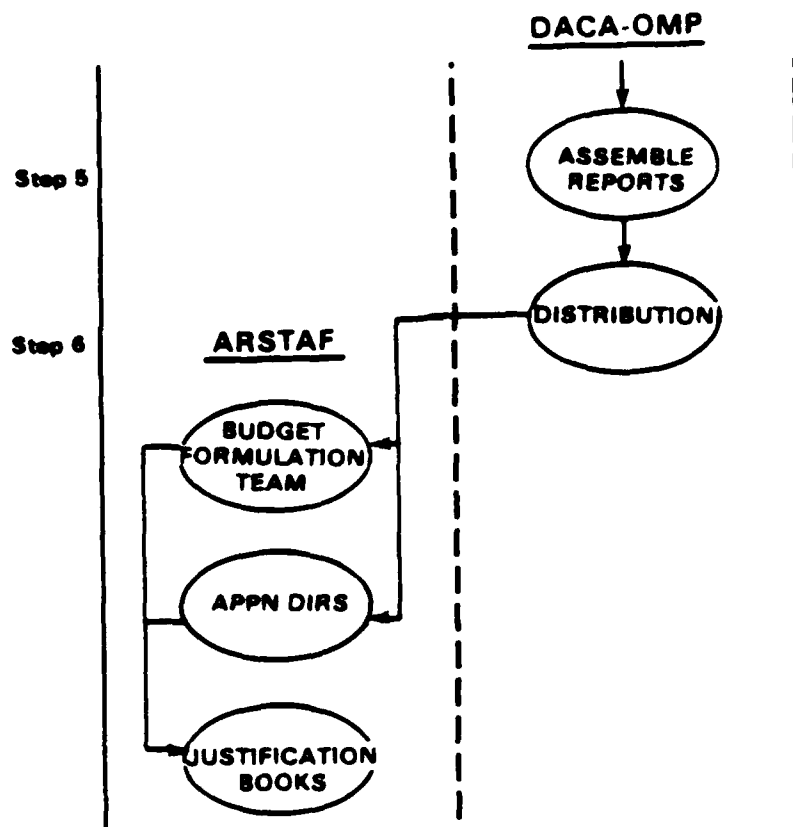 DACA-OMP
Step 5
ASSEMBLE
REPORTS
DISTRIBUTION
Step 6
ARSTAF
BUDGET
FORMULATION
TEAM
APPN DIRS
JUSTIFICATION
BOOKS